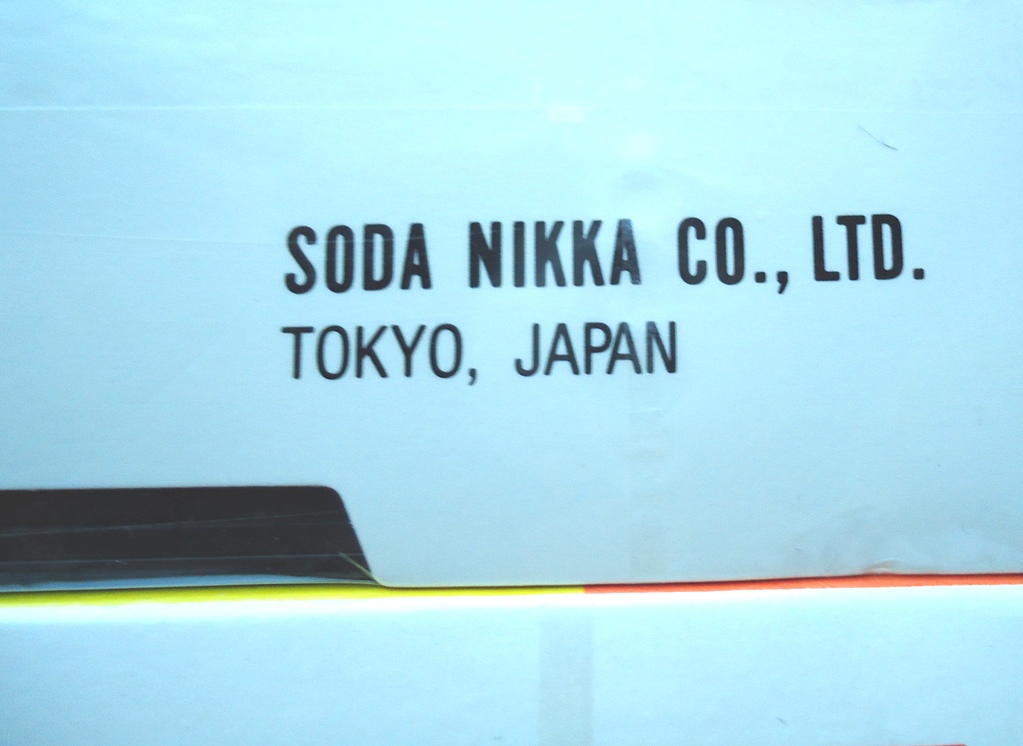 SODA NIKKA CO., LTD.
TOKYO, JAPAN